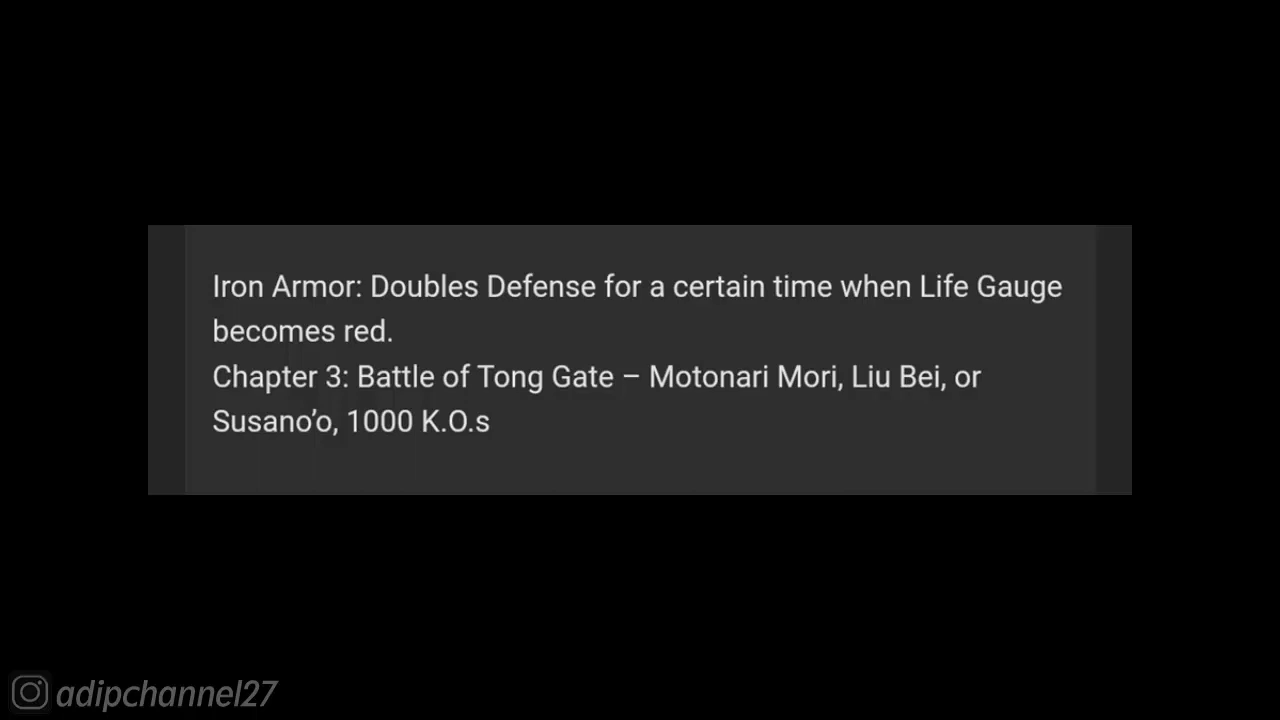 Iron Armor: Doubles Defense for a certain time when Life Gauge
becomes red.
Chapter 3: Battle of Tong Gate – Motonari Mori, Liu Bei, or
Susano’o, 1000 K.O.s
adipchannel27